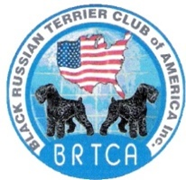 BLACK RUSSIAN TERRIER CLUB of AMERICA Inc.
BRTCA